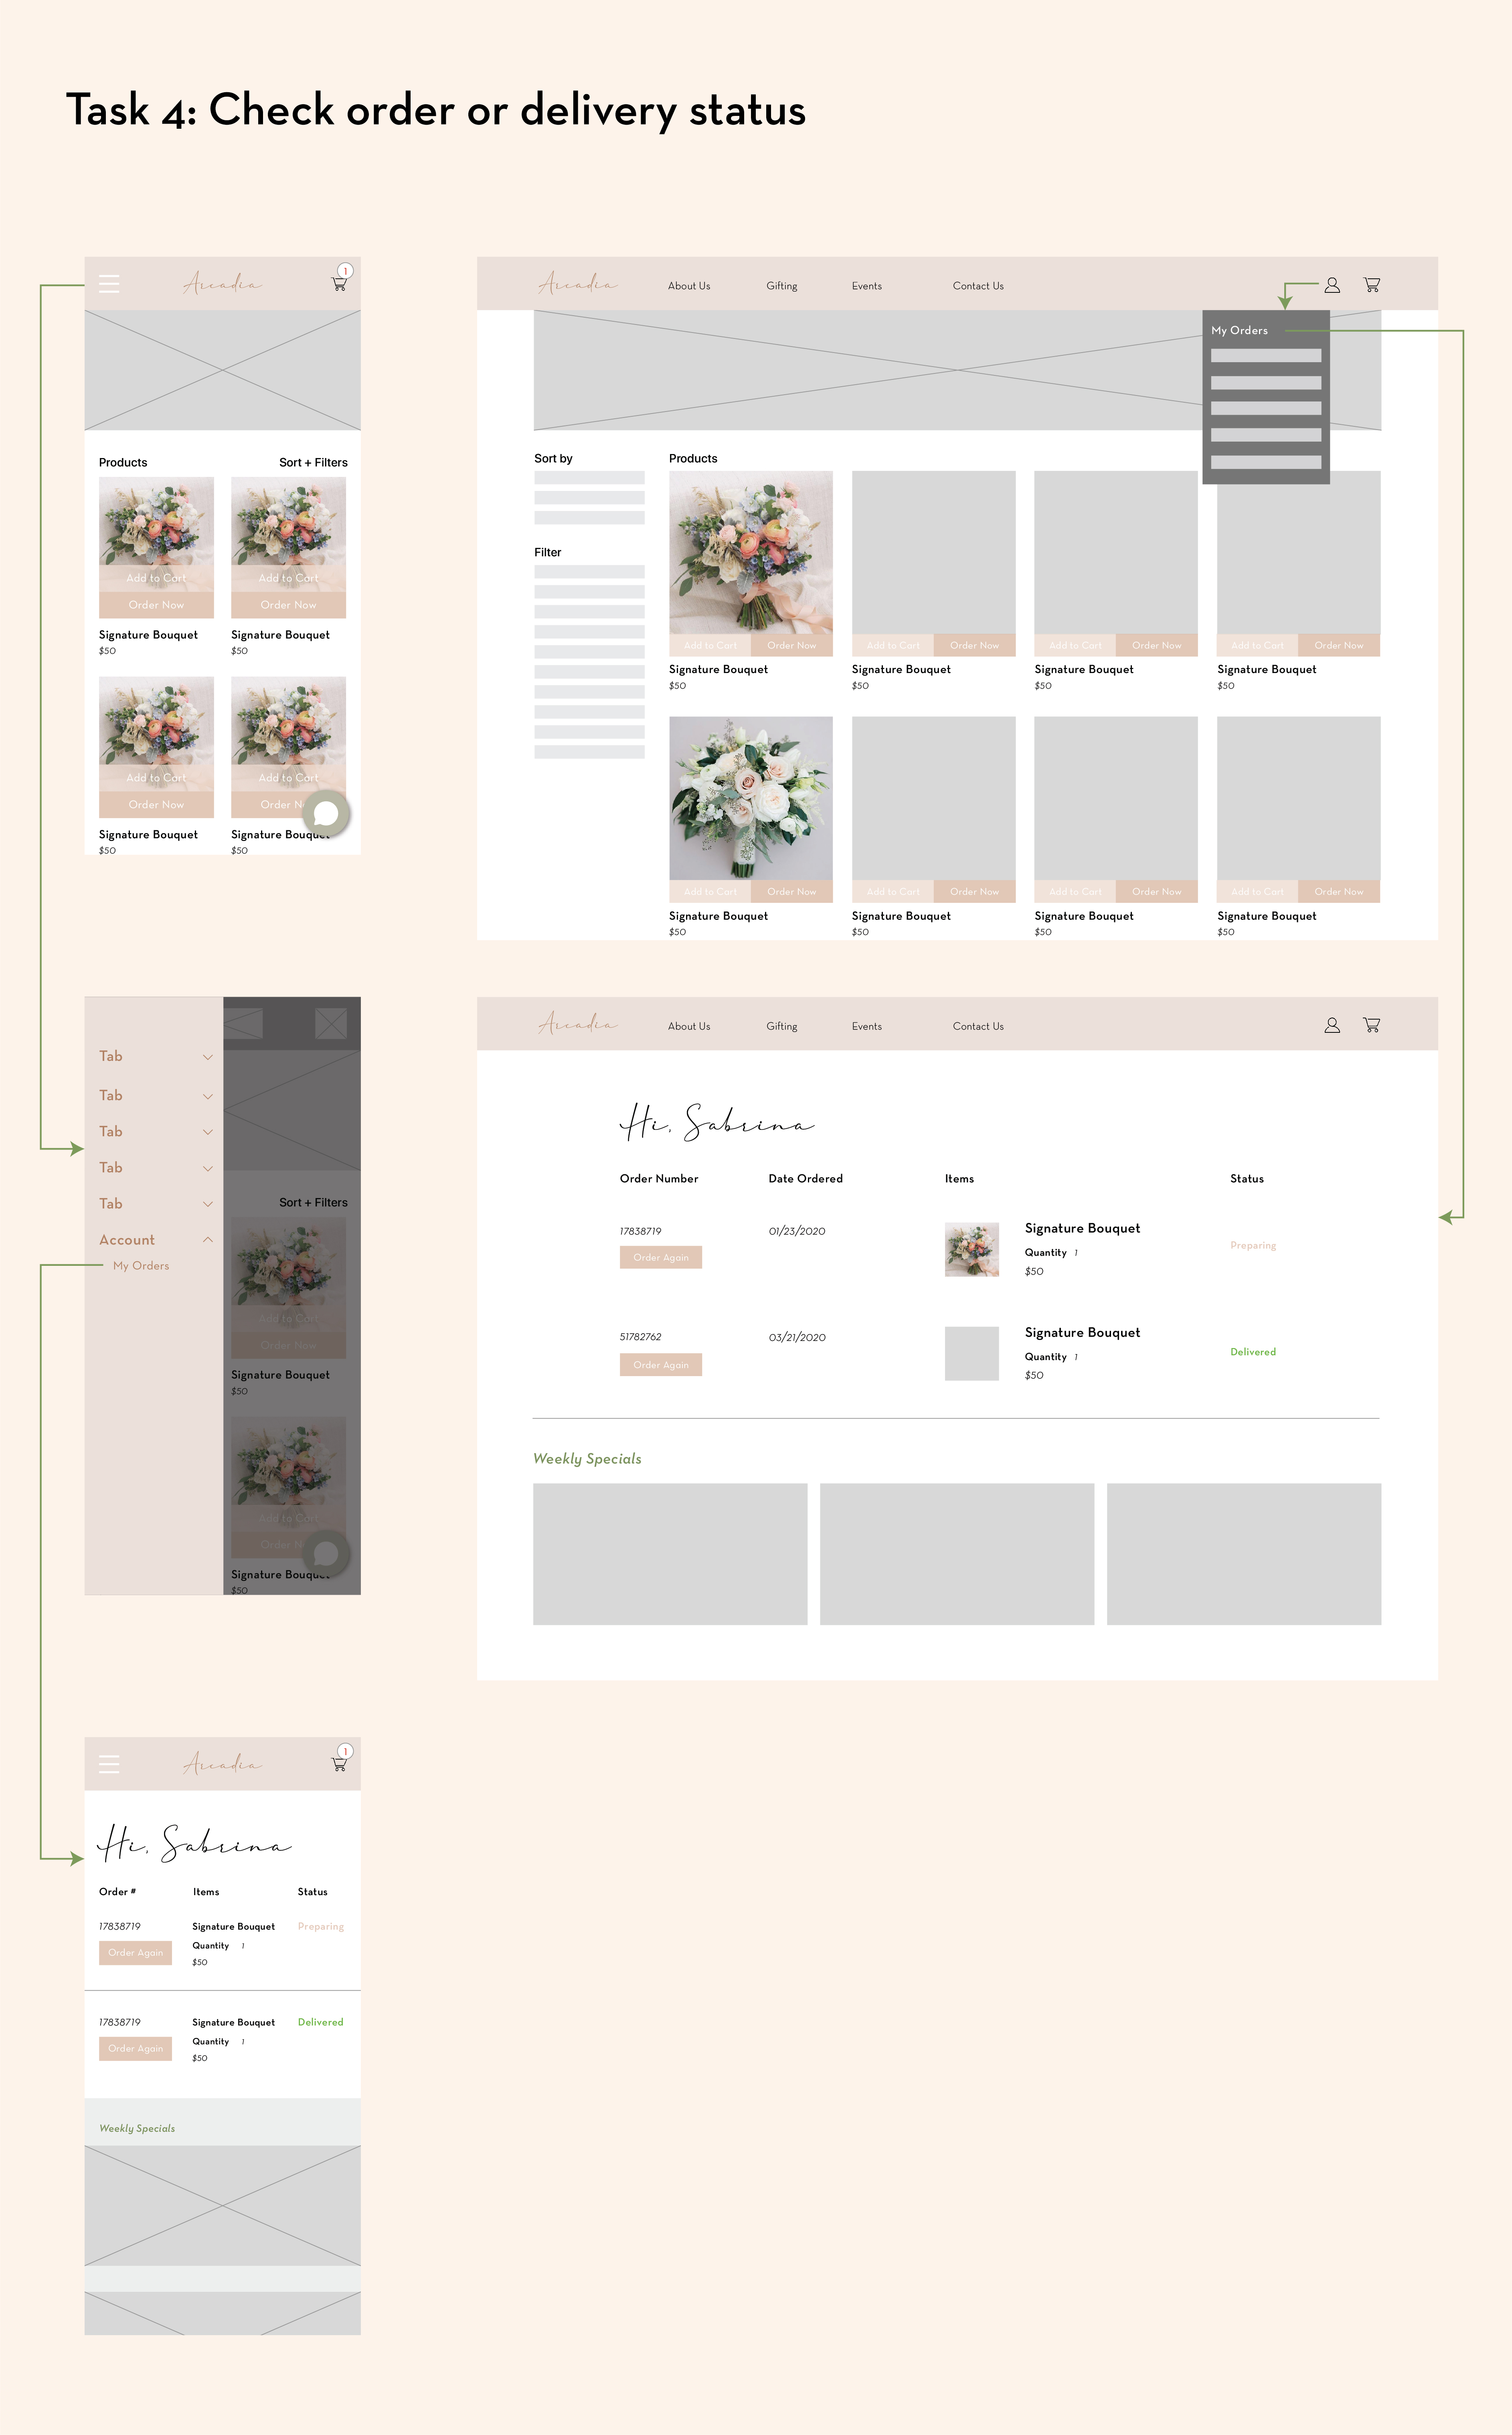 Task 4: Check order or delivery status
Arcadia
1
Products
Sort + Filters
Add to Cart
Add to Cart
Order Now
Order Now
Signature Bouquet
Signature Bouquet
$50
$50
Add to Cart
Add to Cart
Order Now
Order N
Signature Bouquet
Signature Bouquet
$50
$50
Arcadia
About Us
Gifting
Events
Contact Us
My Orders
Sort by
Filter
Products
Add to Cart
Order Now
Add to Cart
Order Now
Add to Cart
Order Now
Add to Cart
Order Now
Signature Bouquet
Signature Bouquet
Signature Bouquet
Signature Bouquet
$50
$50
$50
$50
Add to Cart
Order Now
Add to Cart
Order Now
Add to Cart
Order Now
Add to Cart
Order Now
Signature Bouquet
Signature Bouquet
Signature Bouquet
Signature Bouquet
$50
$50
$50
$50
Tab
Tab
Tab
Tab
Tab
Account
My Orders
Sort + Filters
Add to Cart
Order Now
Signature Bouquet
$50
Add to Cart
Order N
Signature Bouquet
$50
Arcadia
About Us
Gifting
Events
Contact Us
Hi, Sabrina
Order Number
Date Ordered
Items
Status
17838719
Order Again
01/23/2020
Signature Bouquet
Quantity 1
$50
Preparing
51782762
Order Again
03/21/2020
Signature Bouquet
Quantity 1
$50
Delivered
Weekly Specials
Arcadia
1
Hi, Sabrina
Order #
Items
Status
17838719
Order Again
Signature Bouquet
Quantity 1
$50
Preparing
17838719
Order Again
Signature Bouquet
Quantity 1
$50
Delivered
Weekly Specials